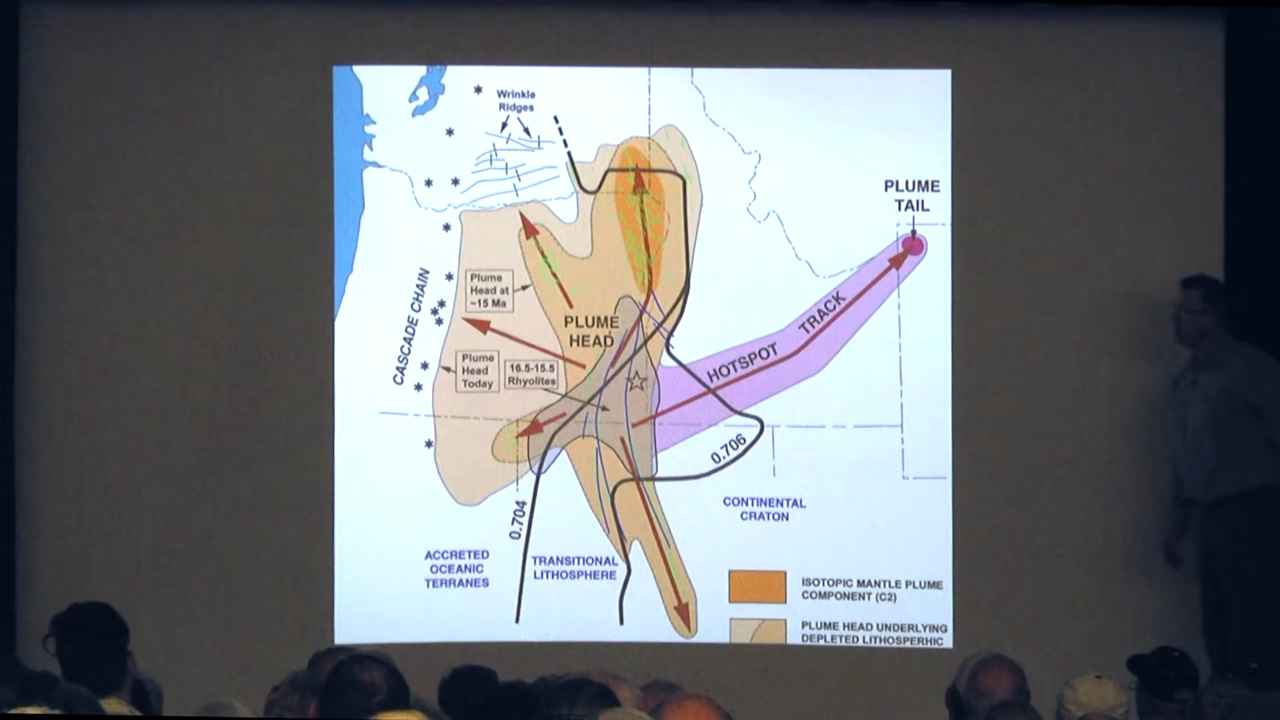 Wrinkle
Ridges
PLUME
TAIL
CASCADE CHAIN
Plume
Head at
~15 Ma
PLUME
HEAD
HOTSPOT TRACK
Plume
Head
Today
16.5-15.5
Rhyolites
0.706
0.704
CONTINENTAL
CRATON
ACCRETED
OCEANIC
TERRANES
TRANSITIONAL
LITHOSPHERE
ISOTOPIC MANTLE PLUME
COMPONENT (C2)
PLUME HEAD UNDERLYING
DEPLETED LITHOSPERHIC